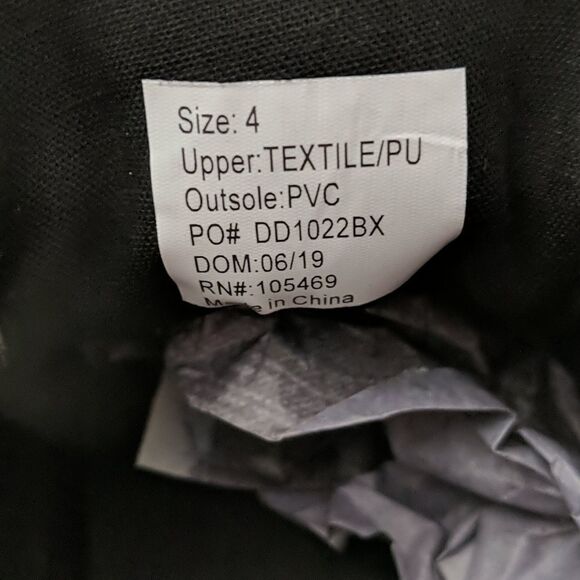 Size: 4
Upper:TEXTILE/PU
Outsole:PVC
PO# DD1022BX
DOM:06/19
RN#:105469
Made in China